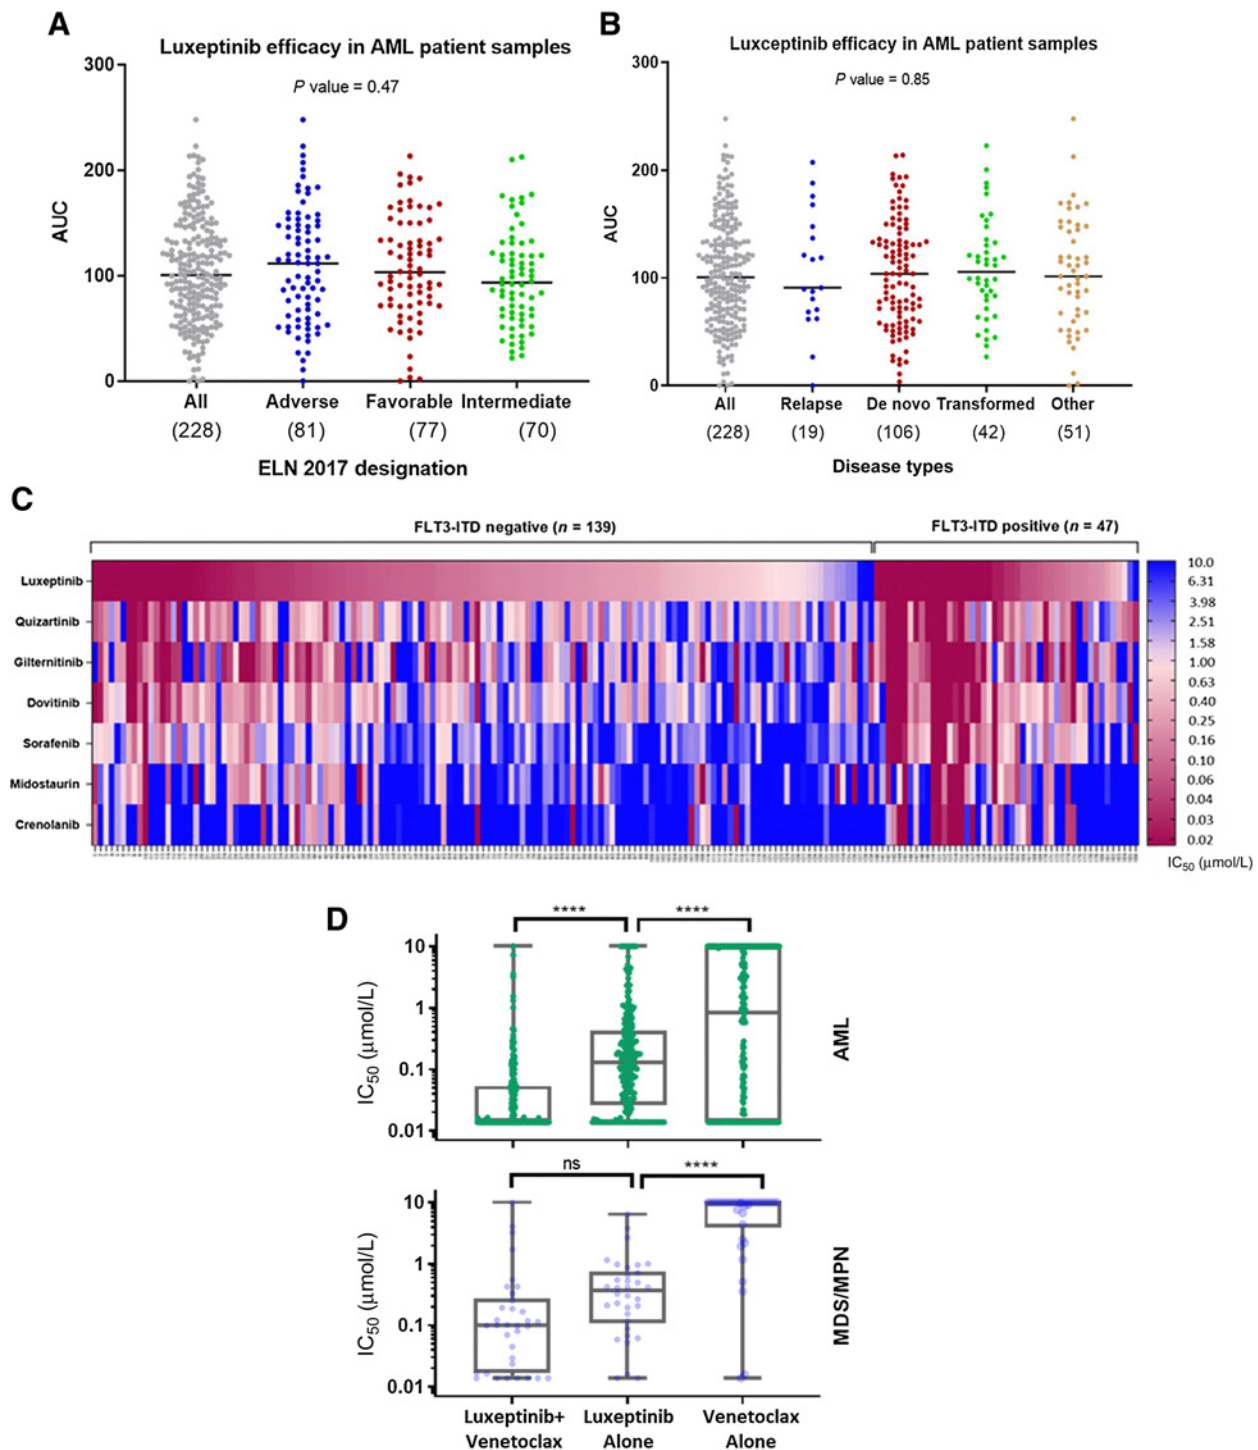 A
Luxeptinib efficacy in AML patient samples
P value = 0.47
300
200
100
0
AUC
All
Adverse
Favorable
Intermediate
(228)
(81)
(77)
(70)
ELN 2017 designation
B
Luxceptinib efficacy in AML patient samples
P value = 0.85
300
200
100
0
AUC
All
Relapse
De novo
Transformed
Other
(228)
(19)
(106)
(42)
(51)
Disease types
C
FLT3-ITD negative (n = 139)
FLT3-ITD positive (n = 47)
Luxeptinib
Quizartinib
Gilternitinib
Dovitinib
Sorafenib
Midostaurin
Crenolanib
10.0
6.31
3.98
2.51
1.58
1.00
0.63
0.40
0.25
0.16
0.10
0.06
0.04
0.03
0.02
IC50 (μmol/L)
D
****
****
10
1
0.1
0.01
IC50 (μmol/L)
AML
ns
****
10
1
0.1
0.01
IC50 (μmol/L)
MDS/MPN
Luxeptinib+
Venetoclax
Luxeptinib
Alone
Venetoclax
Alone